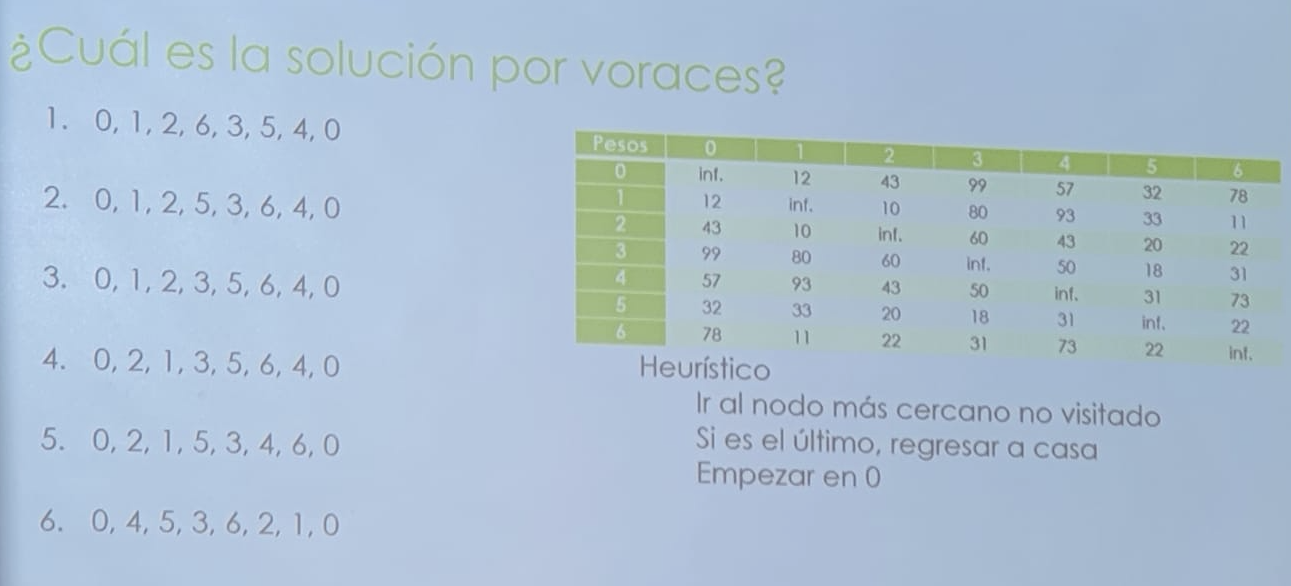 ¿Cuál es la solución por voraces?
1. 0, 1, 2, 6, 3, 5, 4, 0
2. 0, 1, 2, 5, 3, 6, 4, 0
3. 0, 1, 2, 3, 5, 6, 4, 0
4. 0, 2, 1, 3, 5, 6, 4, 0
5. 0, 2, 1, 5, 3, 4, 6, 0
6. 0, 4, 5, 3, 6, 2, 1, 0
Pesos 0 1 2 3 4 5 6
0 inf. 12 43 99 57 32 78
1 12 inf. 10 80 93 33 11
2 43 10 inf. 60 43 20 22
3 99 80 60 inf. 50 18 31
4 57 93 43 50 inf. 31 73
5 32 33 20 18 31 inf. 22
6 78 11 22 31 73 22 inf.
Heurístico
Ir al nodo más cercano no visitado
Si es el último, regresar a casa
Empezar en 0